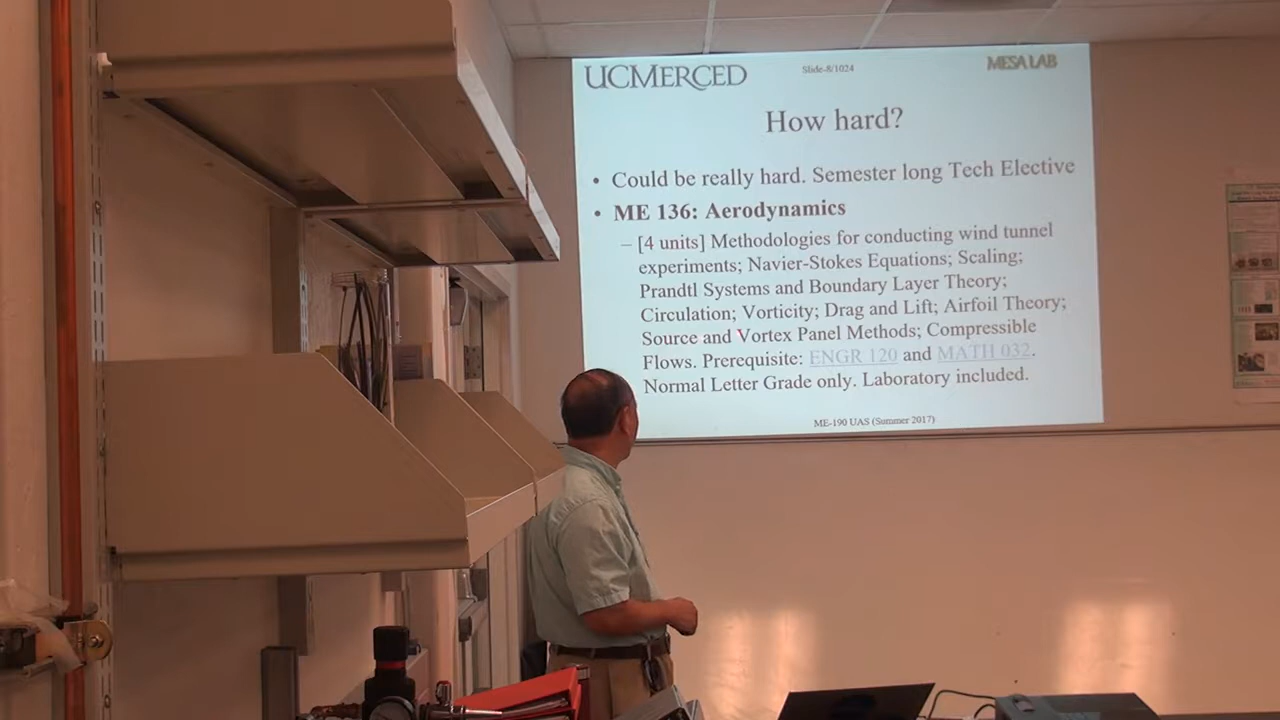 UCMERCED
Slide-8/1024
MESA LAB
How hard?
• Could be really hard. Semester long Tech Elective
• ME 136: Aerodynamics
– [4 units] Methodologies for conducting wind tunnel
experiments; Navier-Stokes Equations; Scaling;
Prandtl Systems and Boundary Layer Theory;
Circulation; Vorticity; Drag and Lift; Airfoil Theory;
Source and Vortex Panel Methods; Compressible
Flows. Prerequisite: ENGR 120 and MATH 032.
Normal Letter Grade only. Laboratory included.
ME-190 UAS (Summer 2017)